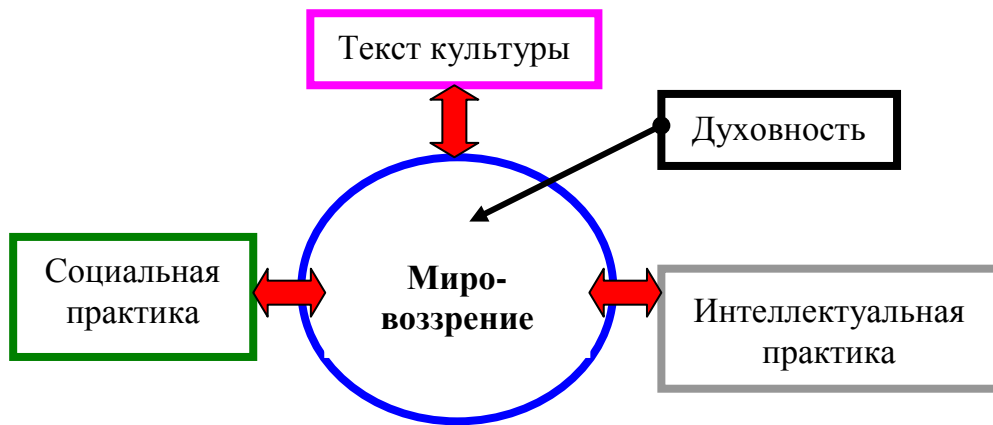 Текст культуры
Духовность
Социальная
практика
Миро-
воззрение
Интеллектуальная
практика